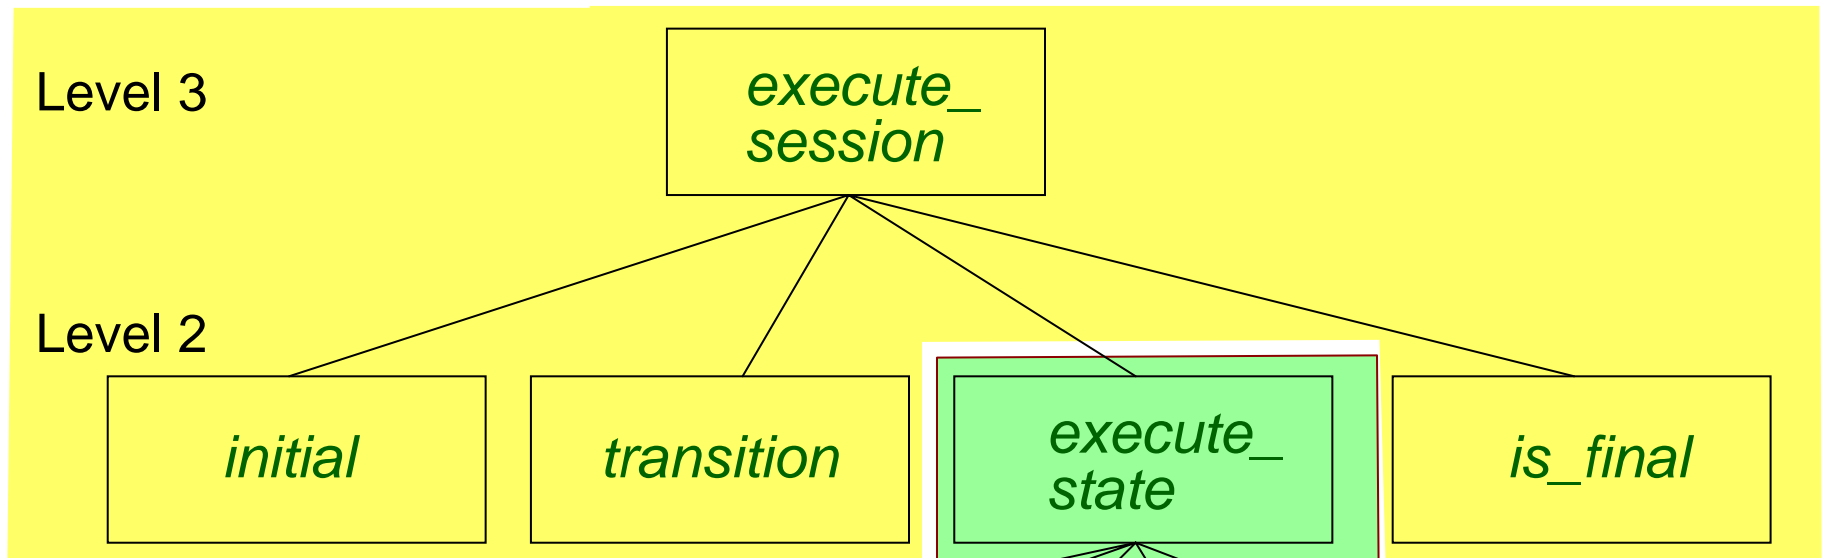 Level 3
execute_
session
Level 2
initial
transition
execute_
state
is_final